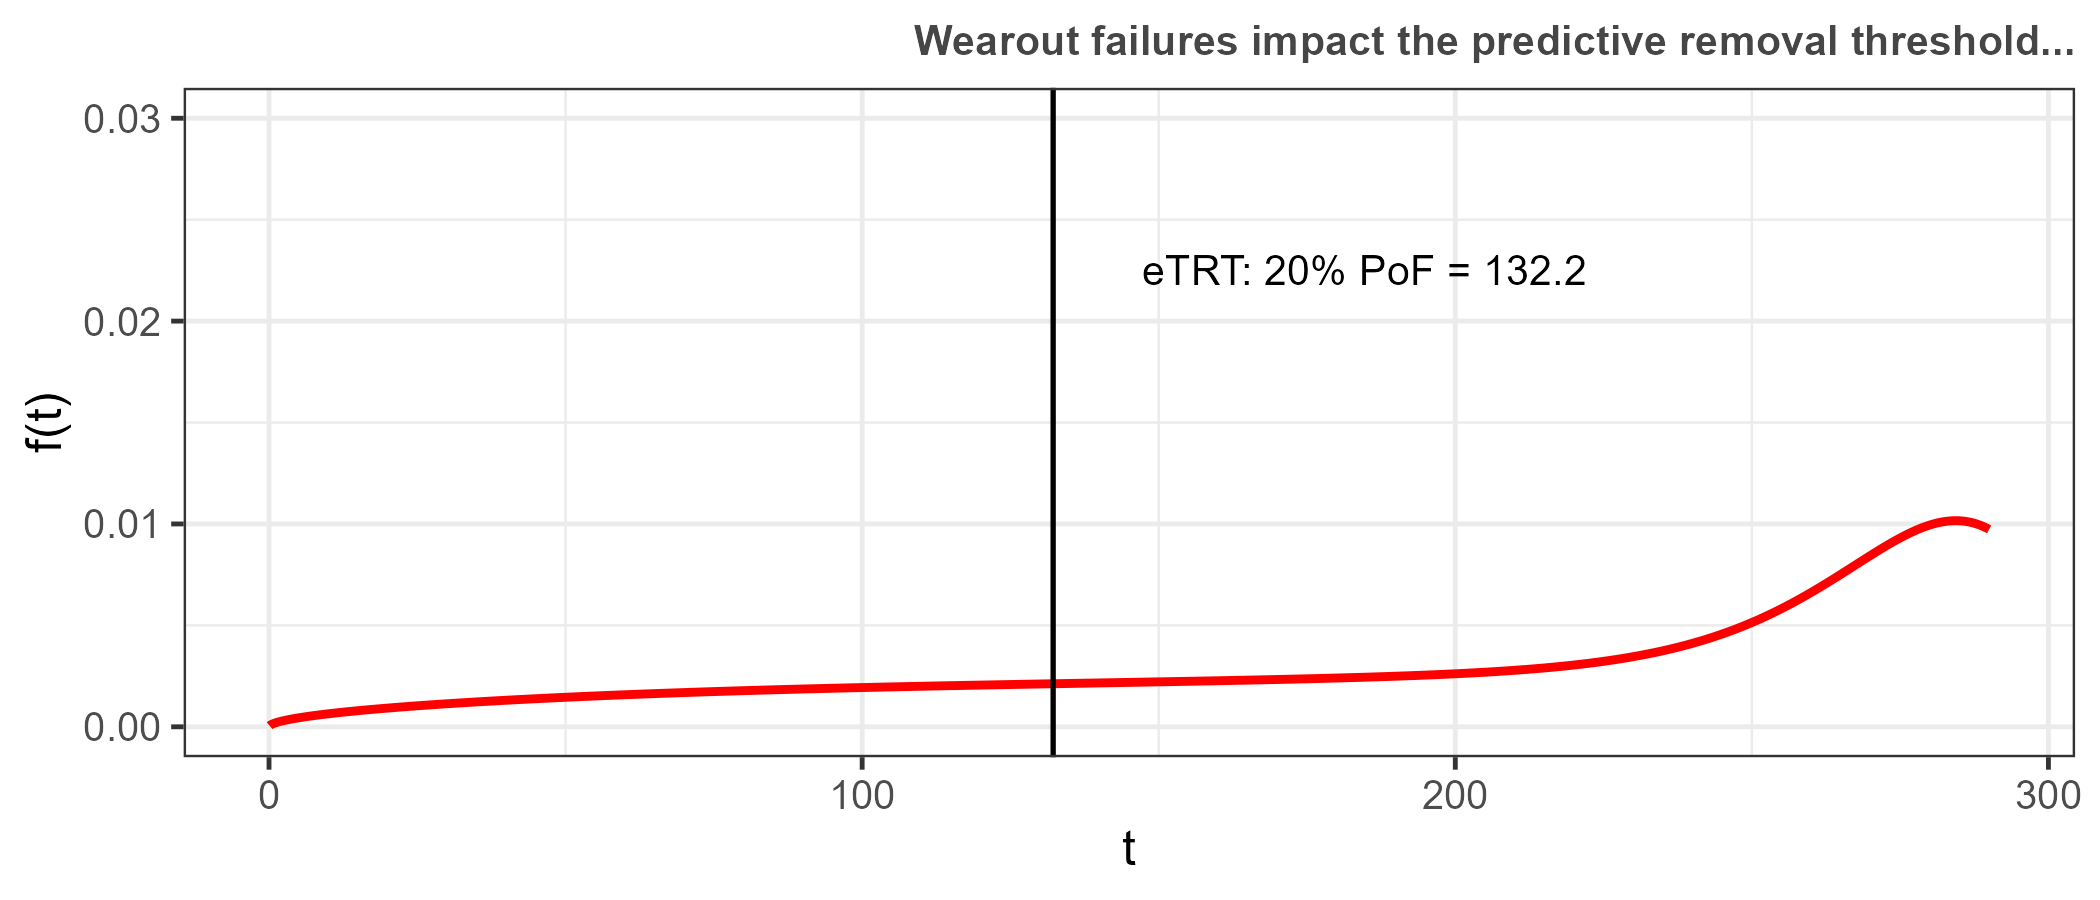 Wearout failures impact the predictive removal threshold...
0.03
0.02
0.01
0.00
f(t)
eTRT: 20% PoF = 132.2
0
100
200
300
t